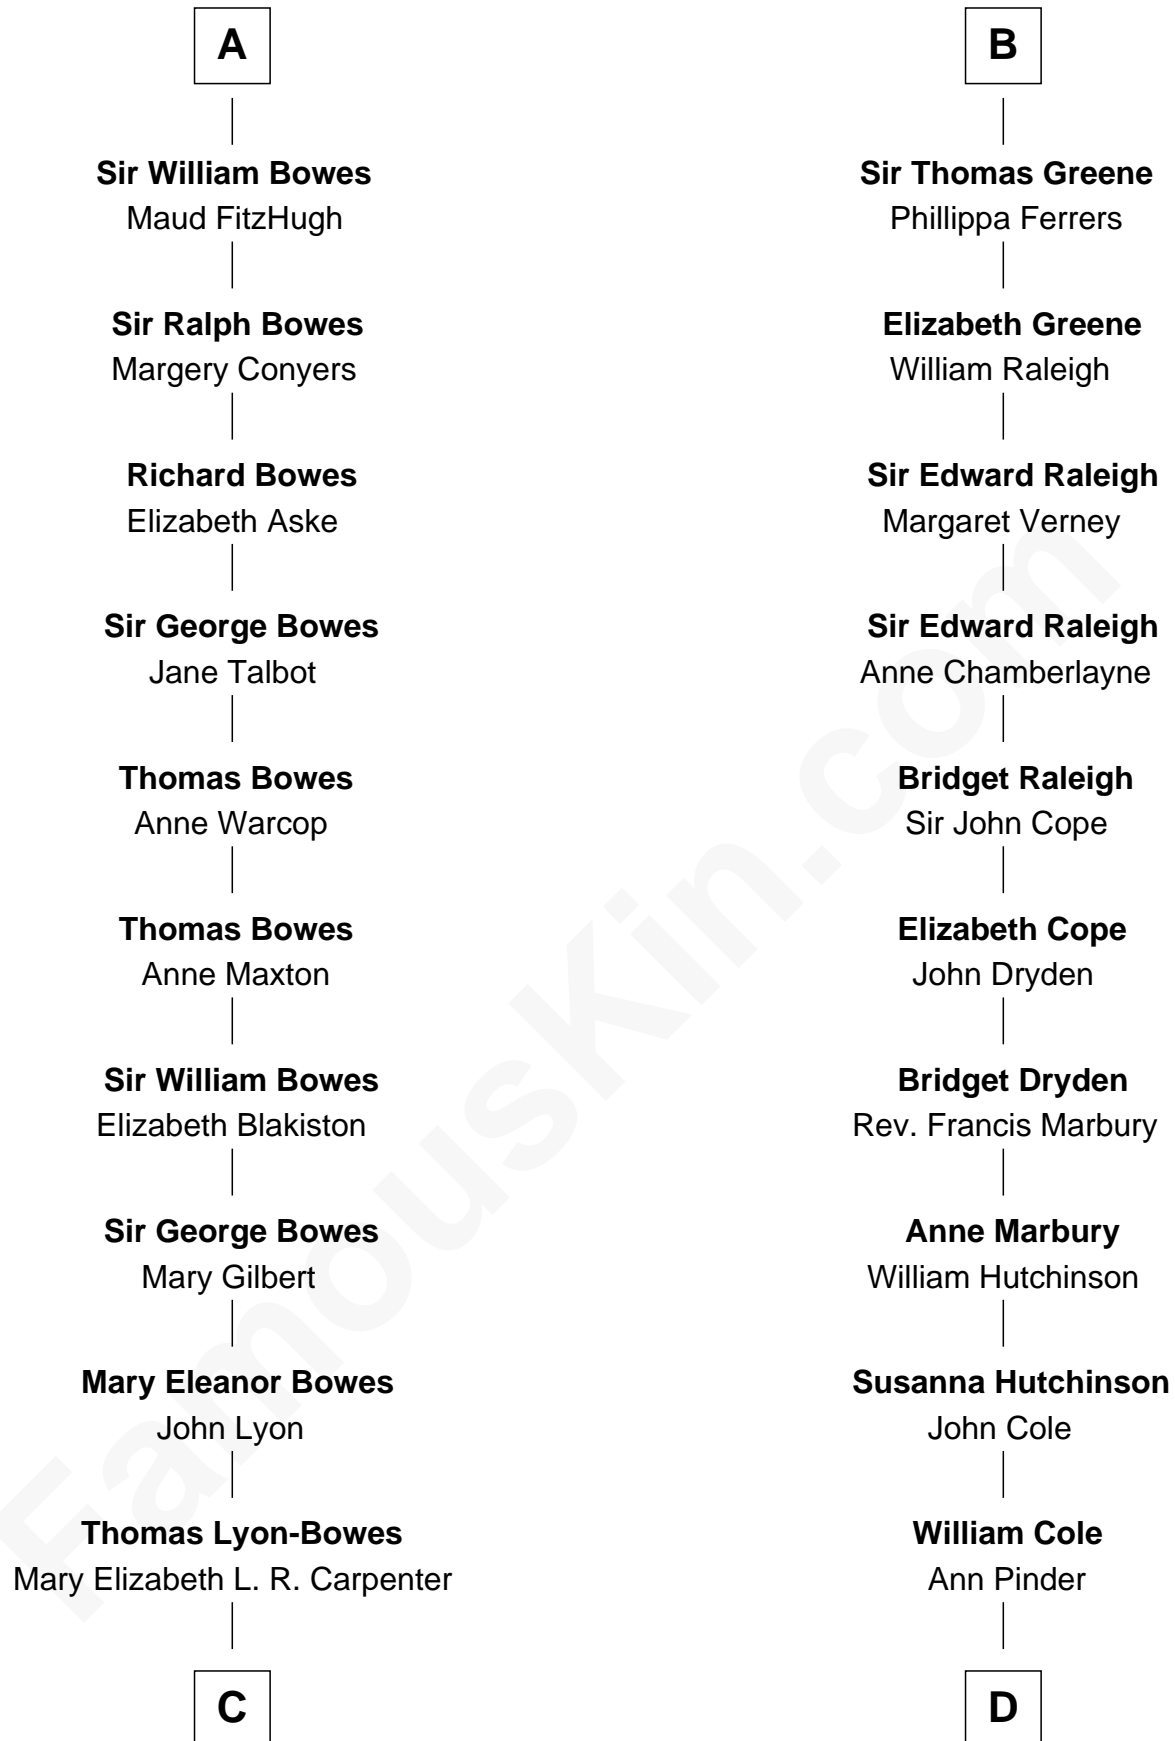 A
Sir William Bowes
Maud FitzHugh
Sir Ralph Bowes
Margery Conyers
Richard Bowes
Elizabeth Aske
Sir George Bowes
Jane Talbot
Thomas Bowes
Anne Warcop
Thomas Bowes
Anne Maxton
Sir William Bowes
Elizabeth Blakiston
Sir George Bowes
Mary Gilbert
Mary Eleanor Bowes
John Lyon
Thomas Lyon-Bowes
Mary Elizabeth L. R. Carpenter
C
B
Sir Thomas Greene
Phillippa Ferrers
Elizabeth Greene
William Raleigh
Sir Edward Raleigh
Margaret Verney
Sir Edward Raleigh
Anne Chamberlayne
Bridget Raleigh
Sir John Cope
Elizabeth Cope
John Dryden
Bridget Dryden
Rev. Francis Marbury
Anne Marbury
William Hutchinson
Susanna Hutchinson
John Cole
William Cole
Ann Pinder
D
FamousKin.com